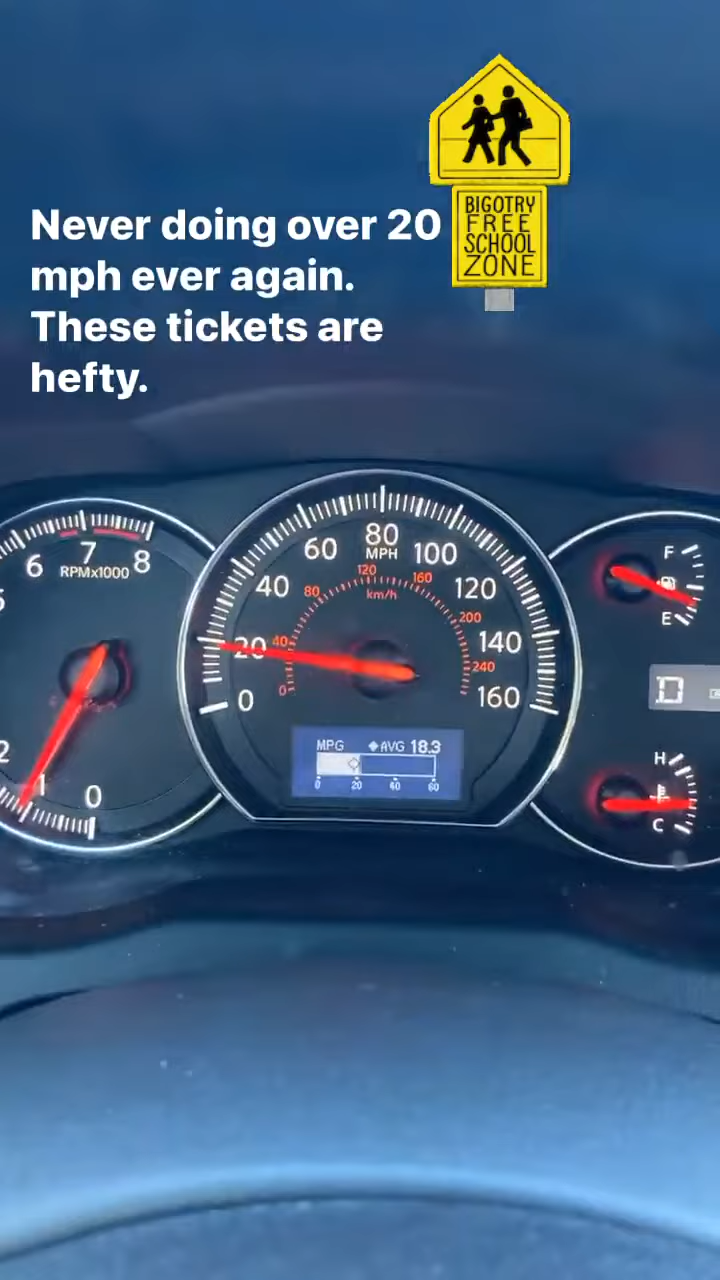 BIGOTRY
FREE
SCHOOL
ZONE
Never doing over 20
mph ever again.
These tickets are
hefty.
6 7 8
RPMx1000
2 1 0
0 20 40 60 80 100 120 140 160
MPH
0 40 80 120 160 200 240
km/h
MPG ◆AVG 18.3
0 20 40 60
F
E
D
H
C